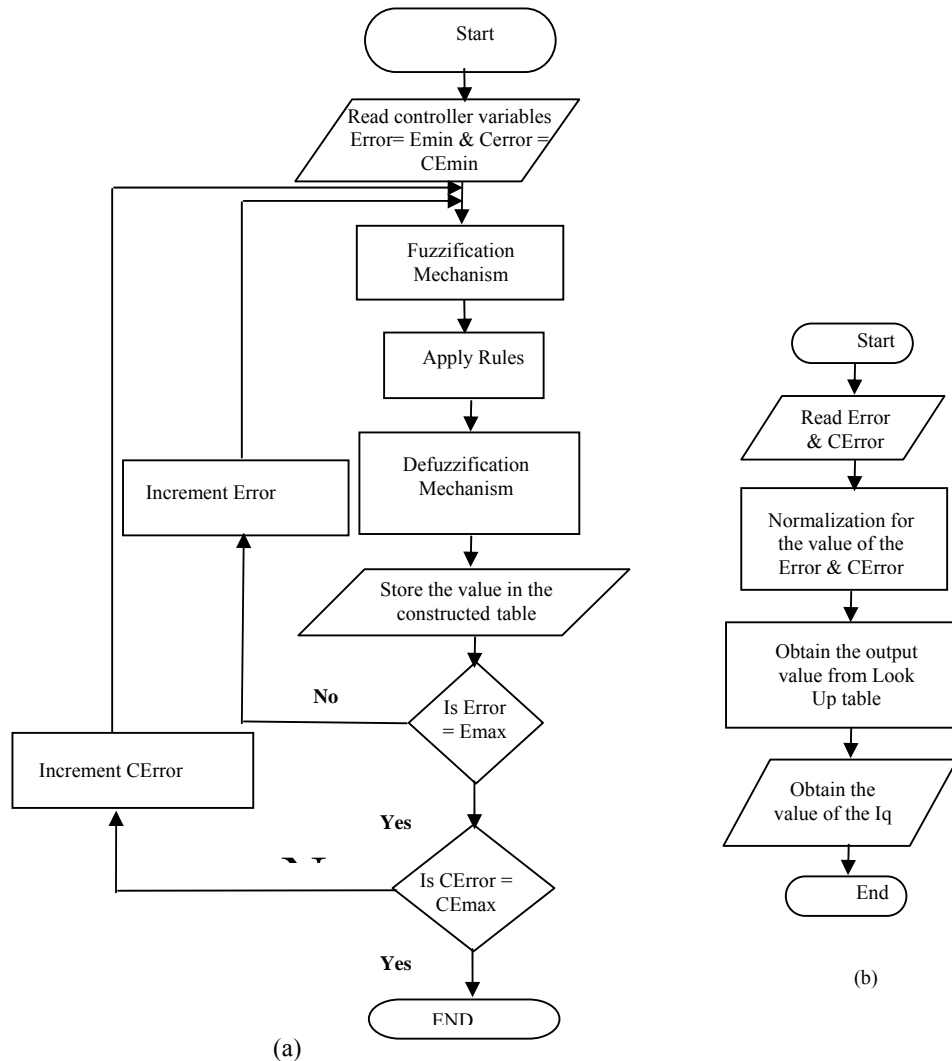 Start
Read controller variables
Error= Emin & Cerror =
CEmin
Fuzzification
Mechanism
Apply Rules
Defuzzification
Mechanism
Increment Error
Store the value in the
constructed table
No
Is Error
= Emax
Increment CError
Yes
Is CError =
CEmax
Yes
END
(a)
Start
Read Error
& CError
Normalization for
the value of the
Error & CError
Obtain the output
value from Look
Up table
Obtain the
value of the Iq
End
(b)